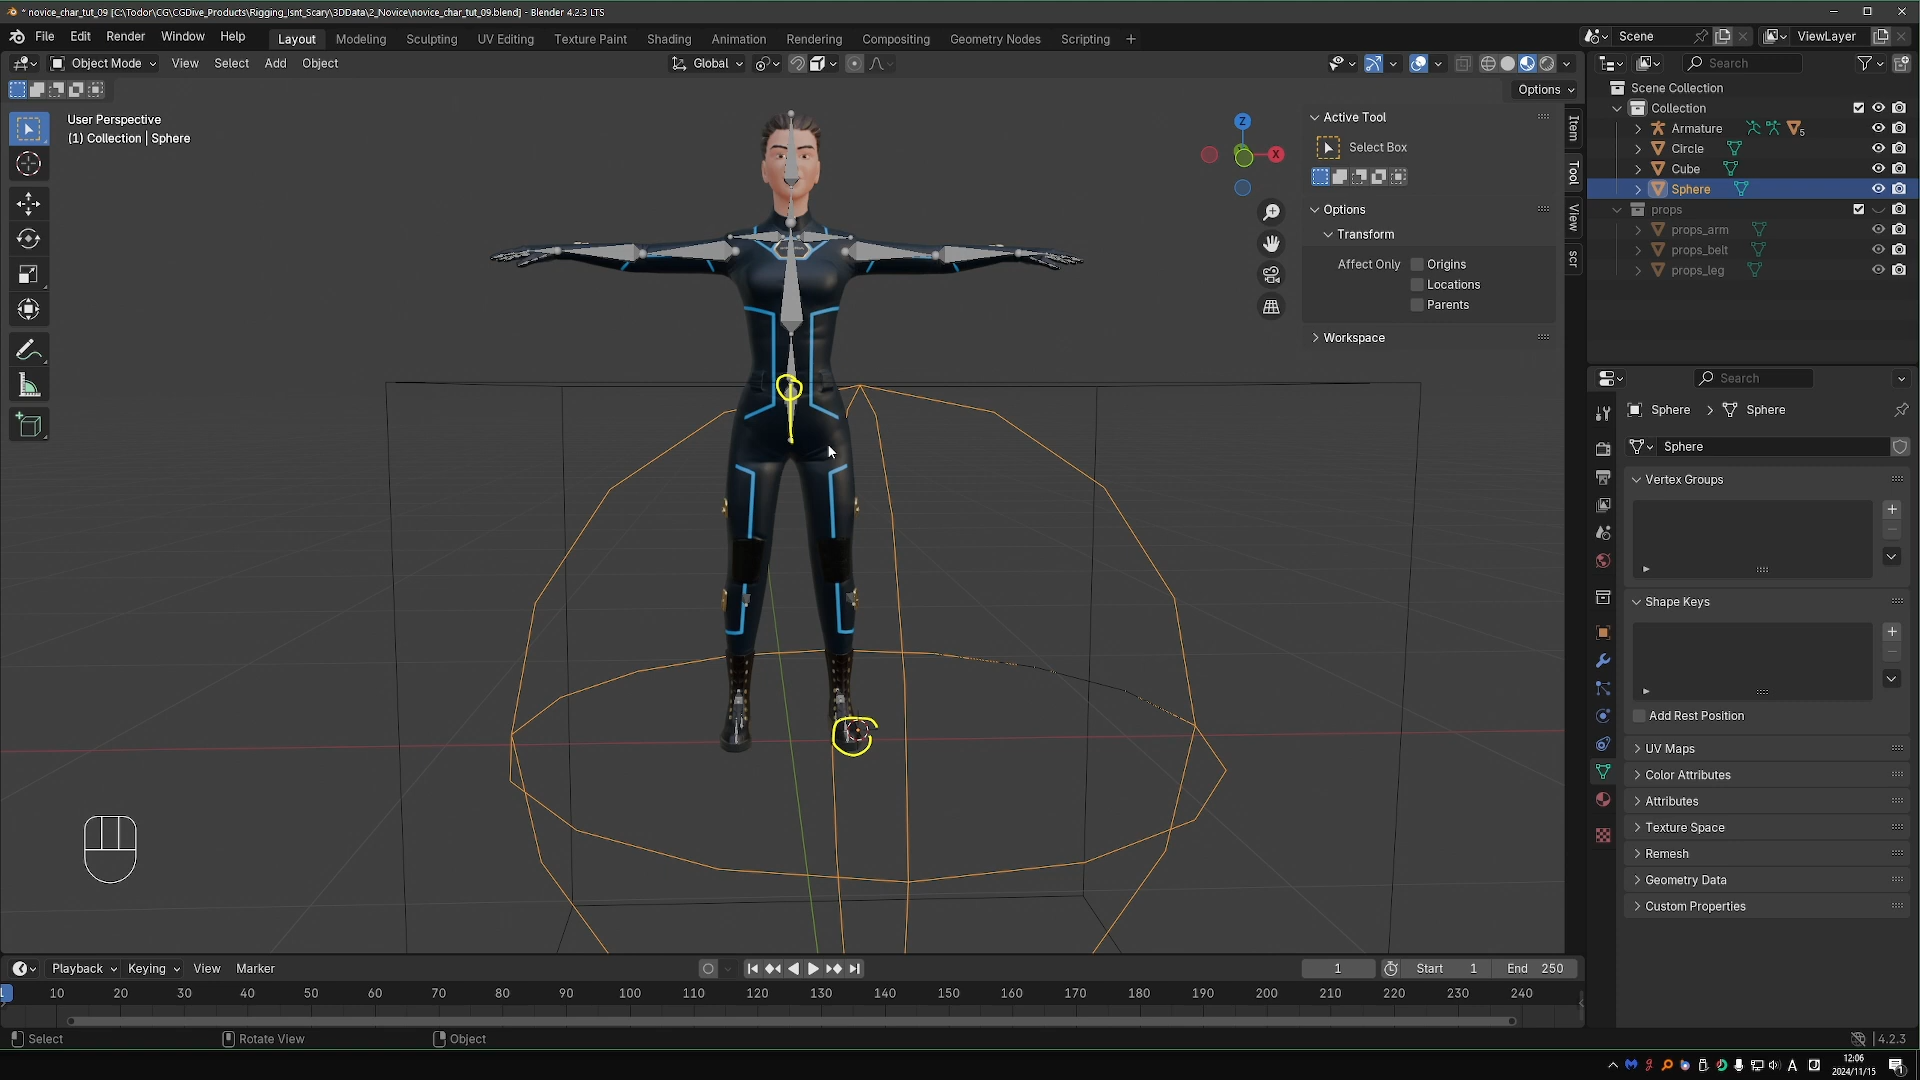 * novice_char_tut_09 [C:\Todor\CG\CGDive_Products\Rigging_Isnt_Scary\3DData\2_Novice\novice_char_tut_09.blend] - Blender 4.2.3 LTS
File Edit Render Window Help Layout Modeling Sculpting UV Editing Texture Paint Shading Animation Rendering Compositing Geometry Nodes Scripting + Scene ViewLayer
Object Mode View Select Add Object Global Search
Options
User Perspective
(1) Collection | Sphere
Z
X
Active Tool
Select Box
Options
Transform
Affect Only Origins
Locations
Parents
Workspace
Item
Tool
View
scr
Scene Collection
Collection
Armature 5
Circle
Cube
Sphere
props
props_arm
props_belt
props_leg
Search
Sphere > Sphere
Sphere
Vertex Groups
Shape Keys
Add Rest Position
UV Maps
Color Attributes
Attributes
Texture Space
Remesh
Geometry Data
Custom Properties
Playback Keying View Marker 1 Start 1 End 250
1 10 20 30 40 50 60 70 80 90 100 110 120 130 140 150 160 170 180 190 200 210 220 230 240
Select Rotate View Object 4.2.3
A 12:06
2024/11/15
1